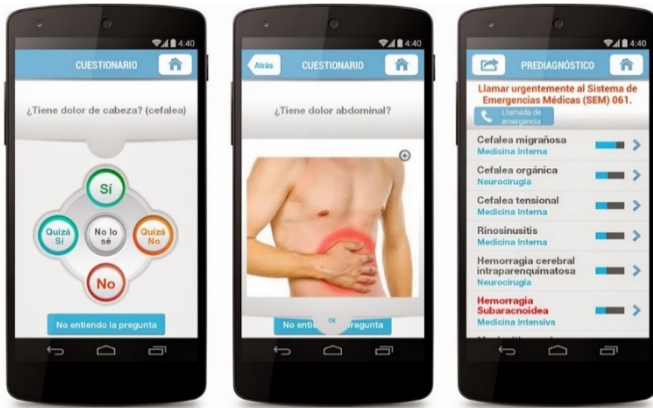 4:40
CUESTIONARIO
¿Tiene dolor de cabeza? (cefalea)
Sí
Quizá
Sí
No lo
sé
Quizá
No
No
No entiendo la pregunta
4:40
Atrás
CUESTIONARIO
¿Tiene dolor abdominal?
OK
No enti
pregunta
4:40
PREDIAGNÓSTICO
Llamar urgentemente al Sistema de
Emergencias Médicas (SEM) 061.
Llamada de
emergencia
Cefalea migrañosa
Medicina Interna
Cefalea orgánica
Neurocirugía
Cefalea tensional
Medicina Interna
Rinosinusitis
Medicina Interna
Hemorragia cerebral
intraparenquimatosa
Neurocirugía
Hemorragia
Subaracnoidea
Medicina Intensiva